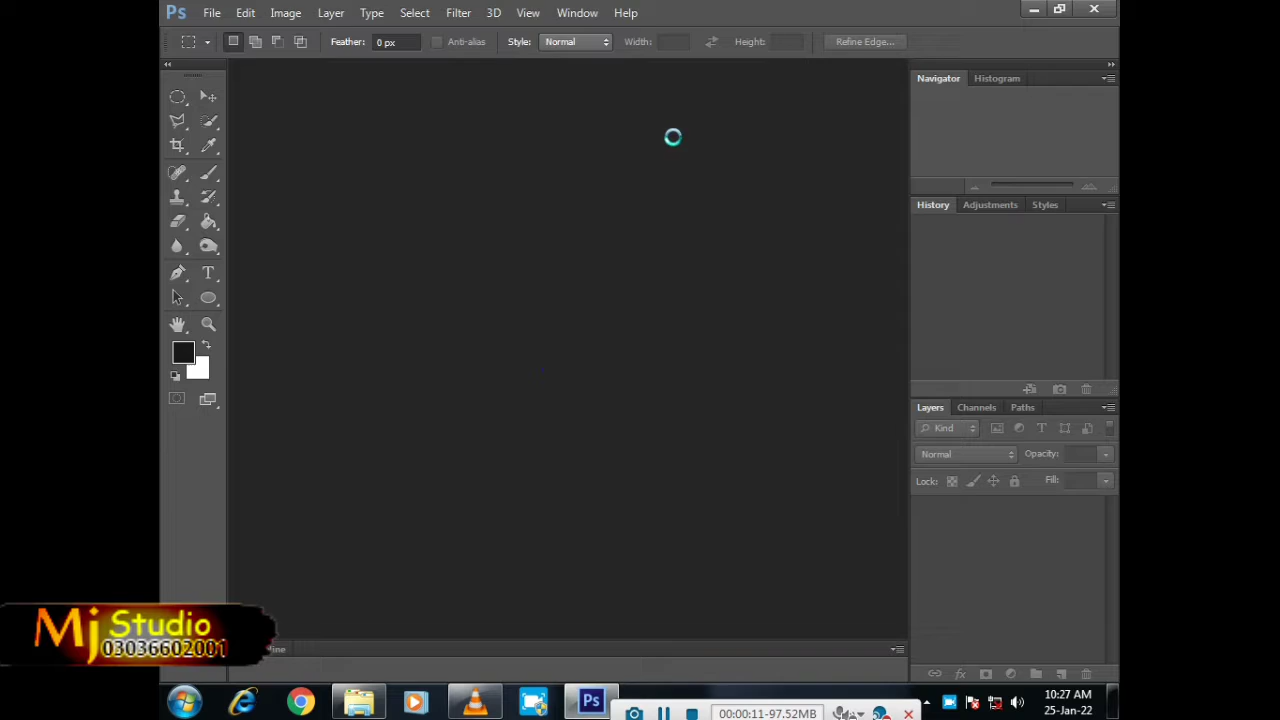 Ps File Edit Image Layer Type Select Filter 3D View Window Help
Feather: 0 px Anti-alias Style: Normal Width: Height: Refine Edge...
Navigator Histogram
History Adjustments Styles
Layers Channels Paths
Kind
Normal Opacity:
Lock: Fill:
Mj Studio
03036602001
ine
Ps
00:00:11-97.52MB
10:27 AM
25-Jan-22